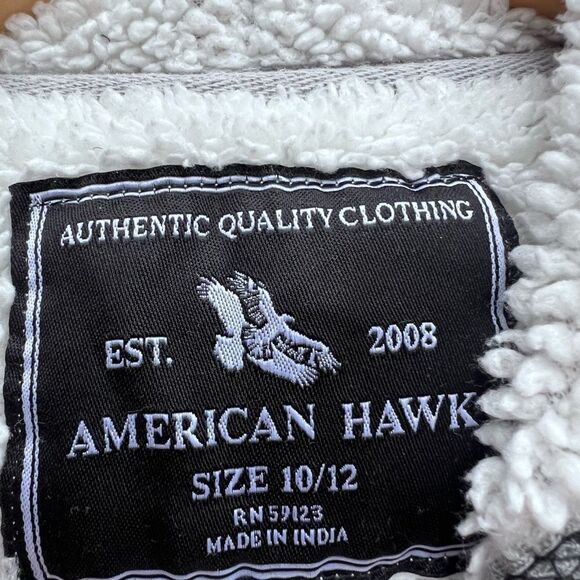 AUTHENTIC QUALITY CLOTHING
EST. 2008
AMERICAN HAWK
SIZE 10/12
RN 59123
MADE IN INDIA